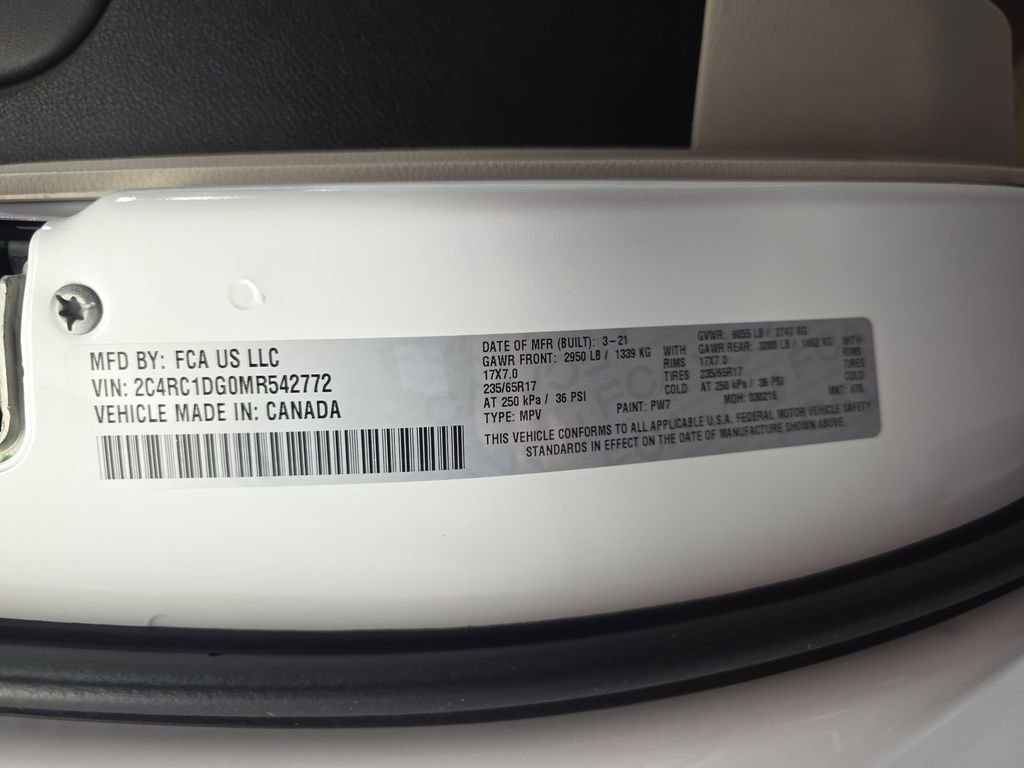 MFD BY: FCA US LLC
VIN: 2C4RC1DG0MR542772
VEHICLE MADE IN: CANADA
DATE OF MFR (BUILT): 3-21 GVWR: 6055 LB / 2747 KG
GAWR FRONT: 2950 LB / 1339 KG WITH GAWR REAR: 3200 LB / 1452 KG WITH
17X7.0 RIMS 17X7.0 RIMS
235/65R17 TIRES 235/65R17 TIRES
AT 250 kPa / 36 PSI COLD AT 250 kPa / 36 PSI COLD
TYPE: MPV PAINT: PW7 MDH: 030216
THIS VEHICLE CONFORMS TO ALL APPLICABLE U.S.A. FEDERAL MOTOR VEHICLE SAFETY
STANDARDS IN EFFECT ON THE DATE OF MANUFACTURE SHOWN ABOVE.